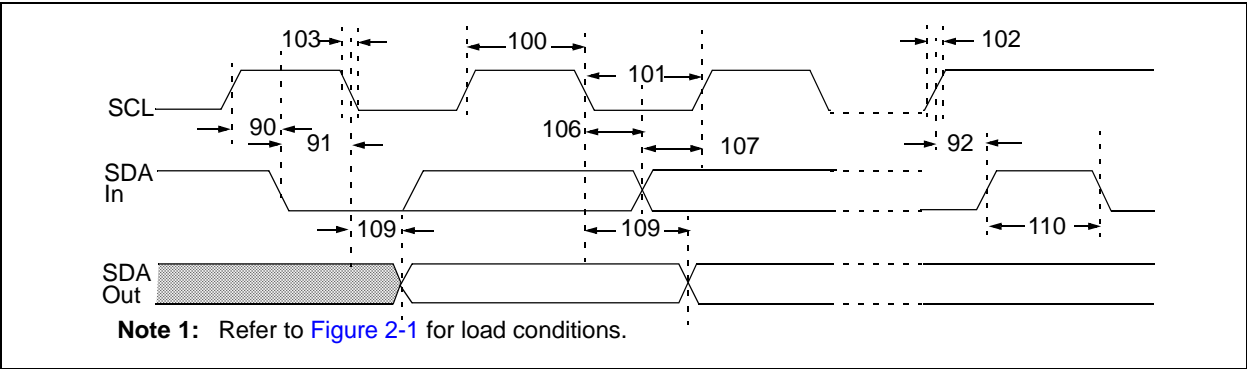 103 100 102
101
SCL
90 106
91 107 92
SDA
In
109 109 110
SDA
Out
Note 1: Refer to Figure 2-1 for load conditions.